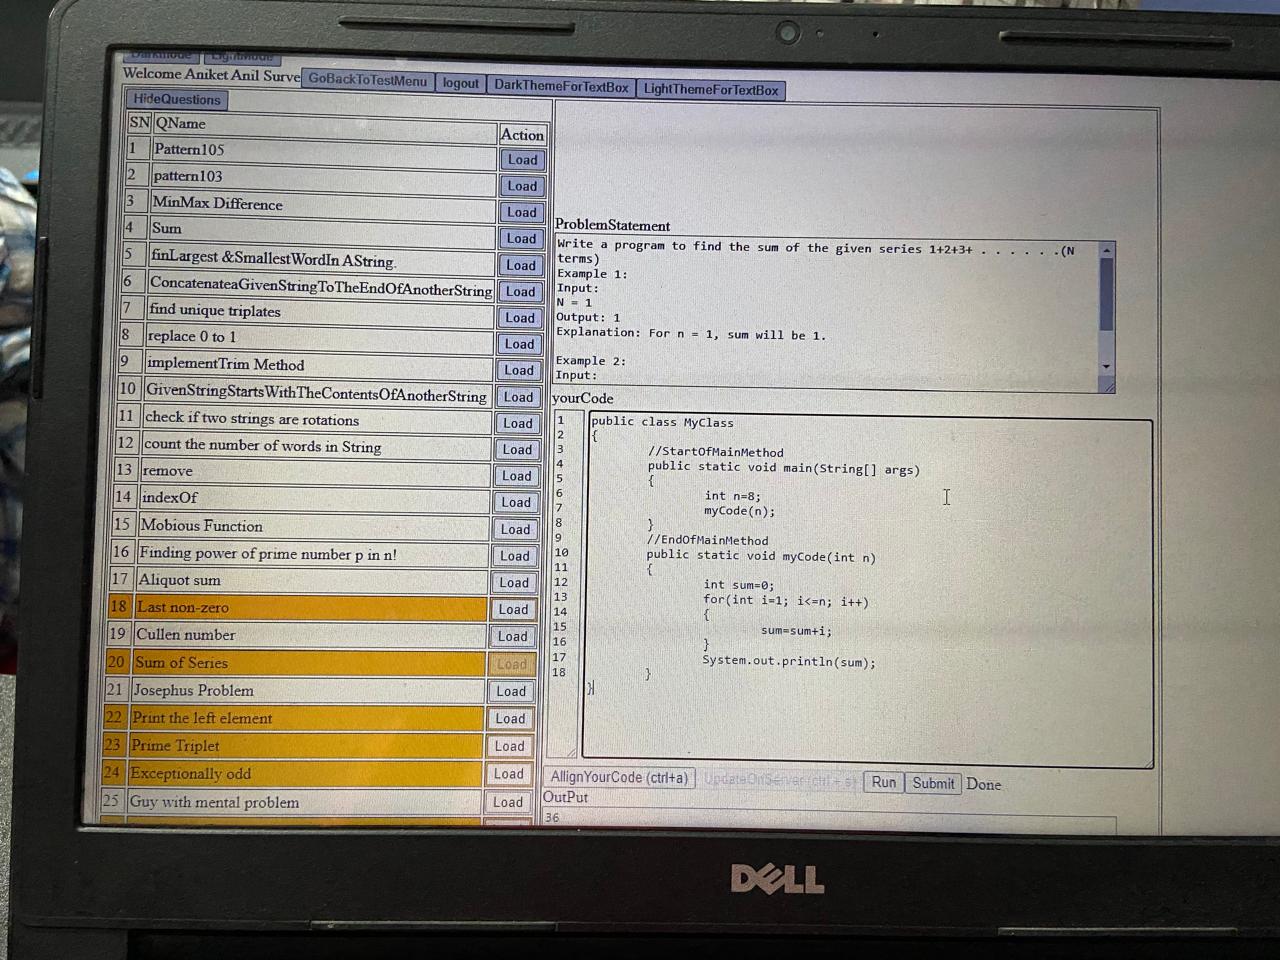 Darkmode LightMode
Welcome Aniket Anil Surve GoBackToTestMenu logout DarkThemeForTextBox LightThemeForTextBox
HideQuestions
SN QName Action
1 Pattern105 Load
2 pattern103 Load
3 MinMax Difference Load
4 Sum Load
5 finLargest &SmallestWordIn AString. Load
6 ConcatenateaGivenStringToTheEndOfAnotherString Load
7 find unique triplates Load
8 replace 0 to 1 Load
9 implementTrim Method Load
10 GivenStringStartsWithTheContentsOfAnotherString Load
11 check if two strings are rotations Load
12 count the number of words in String Load
13 remove Load
14 indexOf Load
15 Mobious Function Load
16 Finding power of prime number p in n! Load
17 Aliquot sum Load
18 Last non-zero Load
19 Cullen number Load
20 Sum of Series Load
21 Josephus Problem Load
22 Print the left element Load
23 Prime Triplet Load
24 Exceptionally odd Load
25 Guy with mental problem Load
ProblemStatement
Write a program to find the sum of the given series 1+2+3+ . . . . . .(N
terms)
Example 1:
Input:
N = 1
Output: 1
Explanation: For n = 1, sum will be 1.
Example 2:
Input:
yourCode
1 public class MyClass
2 {
3 //StartOfMainMethod
4 public static void main(String[] args)
5 {
6 int n=8;
7 myCode(n);
8 }
9 //EndOfMainMethod
10 public static void myCode(int n)
11 {
12 int sum=0;
13 for(int i=1; i<=n; i++)
14 {
15 sum=sum+i;
16 }
17 System.out.println(sum);
18 }
}
AllignYourCode (ctrl+a) UpdateOnServer (ctrl + s) Run Submit Done
OutPut
36
DELL